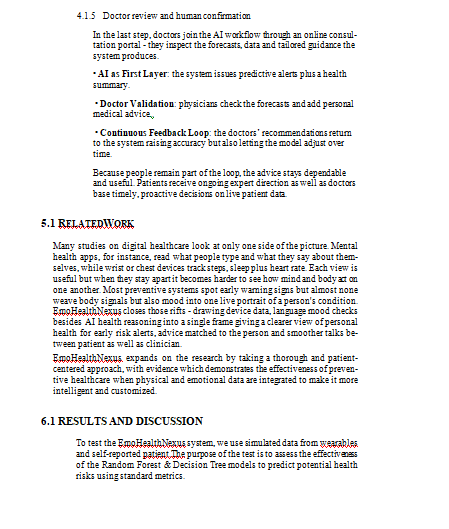 4.1.5 Doctor review and human confirmation
In the last step, doctors join the AI workflow through an online consul-
tation portal - they inspect the forecasts, data and tailored guidance the
system produces.
• AI as First Layer: the system issues predictive alerts plus a health
summary.
• Doctor Validation: physicians check the forecasts and add personal
medical advice.,
• Continuous Feedback Loop: the doctors' recommendations return
to the system raising accuracy but also letting the model adjust over
time.
Because people remain part of the loop, the advice stays dependable
and useful. Patients receive ongoing expert direction as well as doctors
base timely, proactive decisions on live patient data.
5.1 RELATEDWORK
Many studies on digital healthcare look at only one side of the picture. Mental
health apps, for instance, read what people type and what they say about them-
selves, while wrist or chest devices track steps, sleep plus heart rate. Each view is
useful but when they stay apart it becomes harder to see how mind and body act on
one another. Most preventive systems spot early warning signs but almost none
weave body signals but also mood into one live portrait of a person's condition.
EmoHealthNexus closes those rifts - drawing device data, language mood checks
besides AI health reasoning into a single frame giving a clearer view of personal
health for early risk alerts, advice matched to the person and smoother talks be-
tween patient as well as clinician.
EmoHealthNexus expands on the research by taking a thorough and patient-
centered approach, with evidence which demonstrates the effectiveness of preven-
tive healthcare when physical and emotional data are integrated to make it more
intelligent and customized.
6.1 RESULTS AND DISCUSSION
To test the EmoHealthNexus system, we use simulated data from wearables
and self-reported patient.The purpose of the test is to assess the effectiveness
of the Random Forest & Decision Tree models to predict potential health
risks using standard metrics.